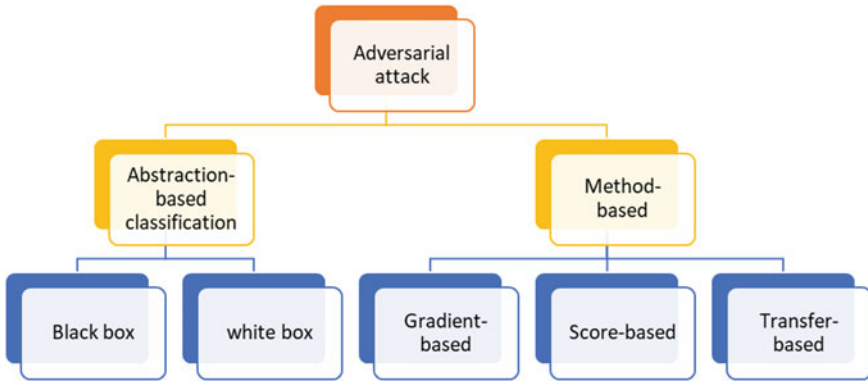 Adversarial
attack
Abstraction-
based
classification
Method-
based
Black box
white box
Gradient-
based
Score-based
Transfer-
based